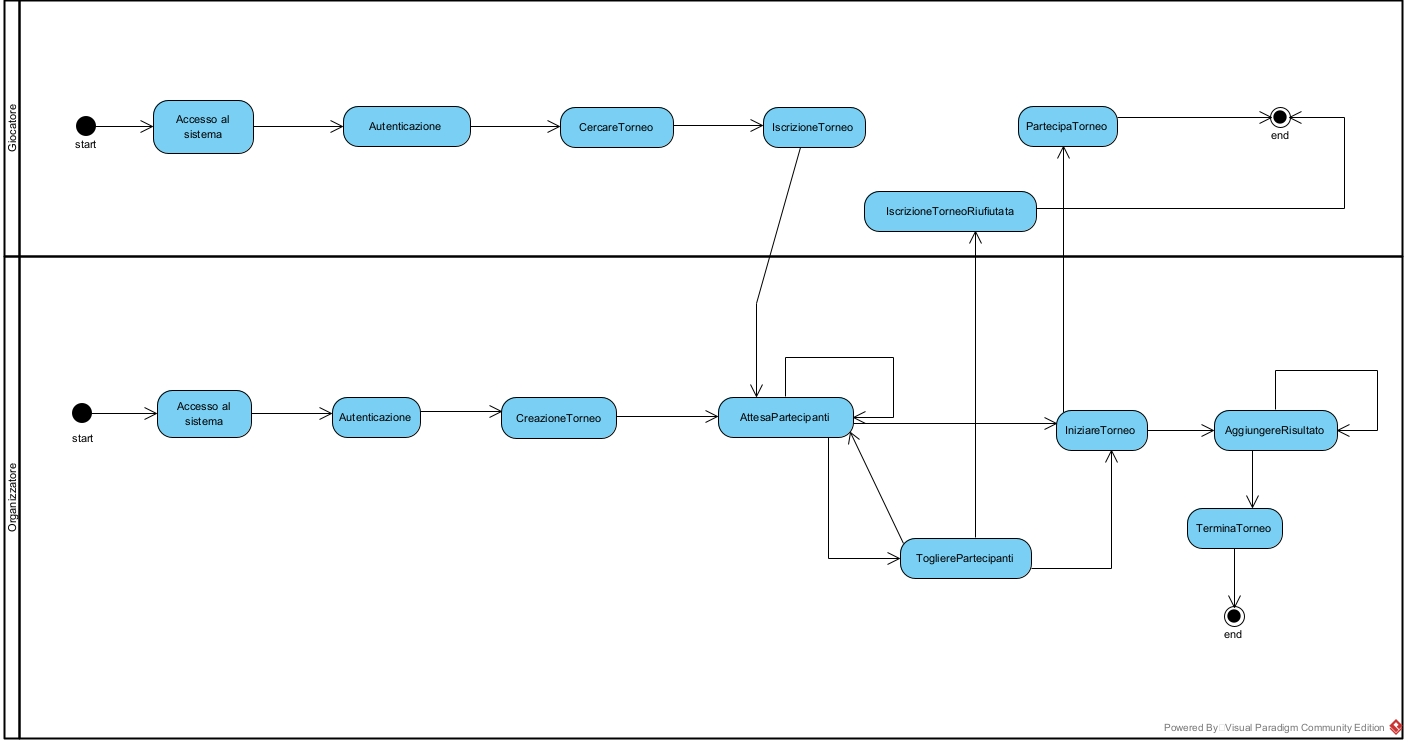 Giocatore
start
Accesso al
sistema
Autenticazione
CercareTorneo
IscrizioneTorneo
PartecipaTorneo
end
IscrizioneTorneoRiufiutata
Organizzatore
start
Accesso al
sistema
Autenticazione
CreazioneTorneo
AttesaPartecipanti
IniziareTorneo
AggiungereRisultato
TerminaTorneo
ToglierePartecipanti
end
Powered By Visual Paradigm Community Edition